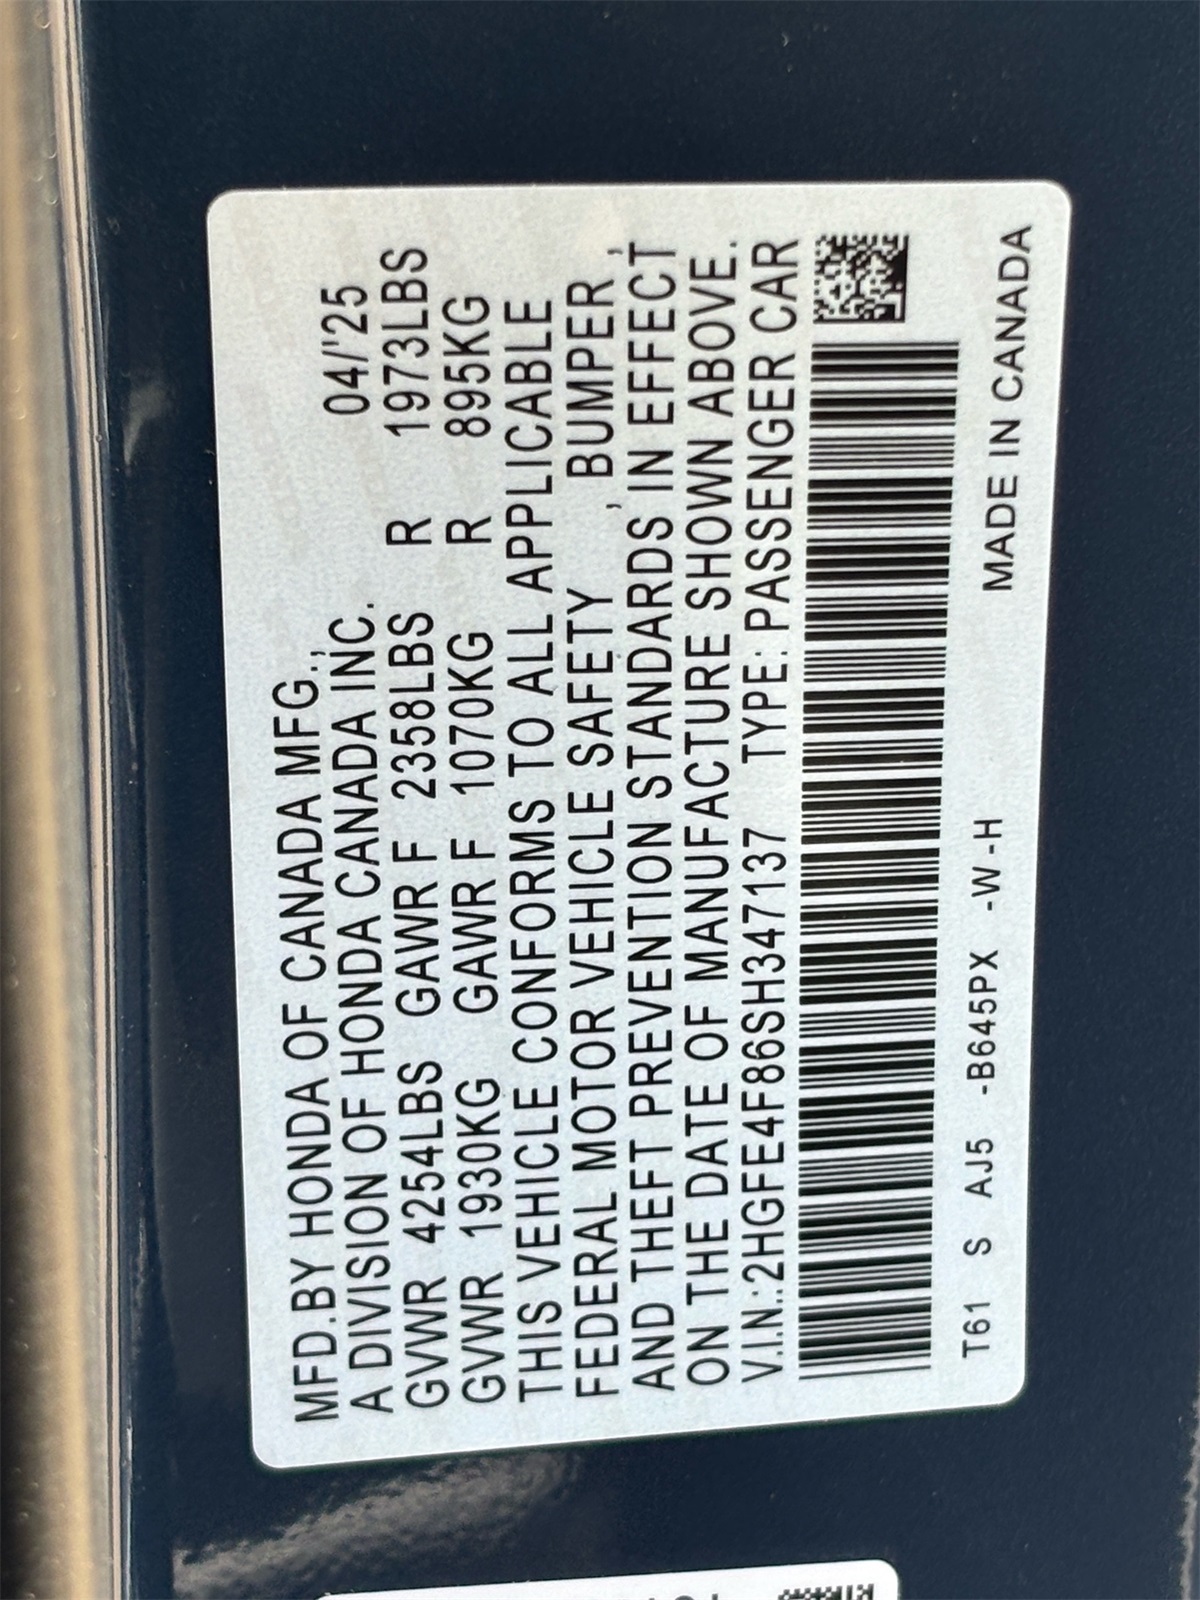 MFD.BY HONDA OF CANADA MFG.,
A DIVISION OF HONDA CANADA INC. 04/'25
GVWR 4254LBS GAWR F 2358LBS R 1973LBS
GVWR 1930KG GAWR F 1070KG R 895KG
THIS VEHICLE CONFORMS TO ALL APPLICABLE
FEDERAL MOTOR VEHICLE SAFETY , BUMPER ,
AND THEFT PREVENTION STANDARDS IN EFFECT
ON THE DATE OF MANUFACTURE SHOWN ABOVE.
V.I.N.:2HGFE4F86SH347137 TYPE: PASSENGER CAR
T61 S AJ5 -B645PX -W-H MADE IN CANADA